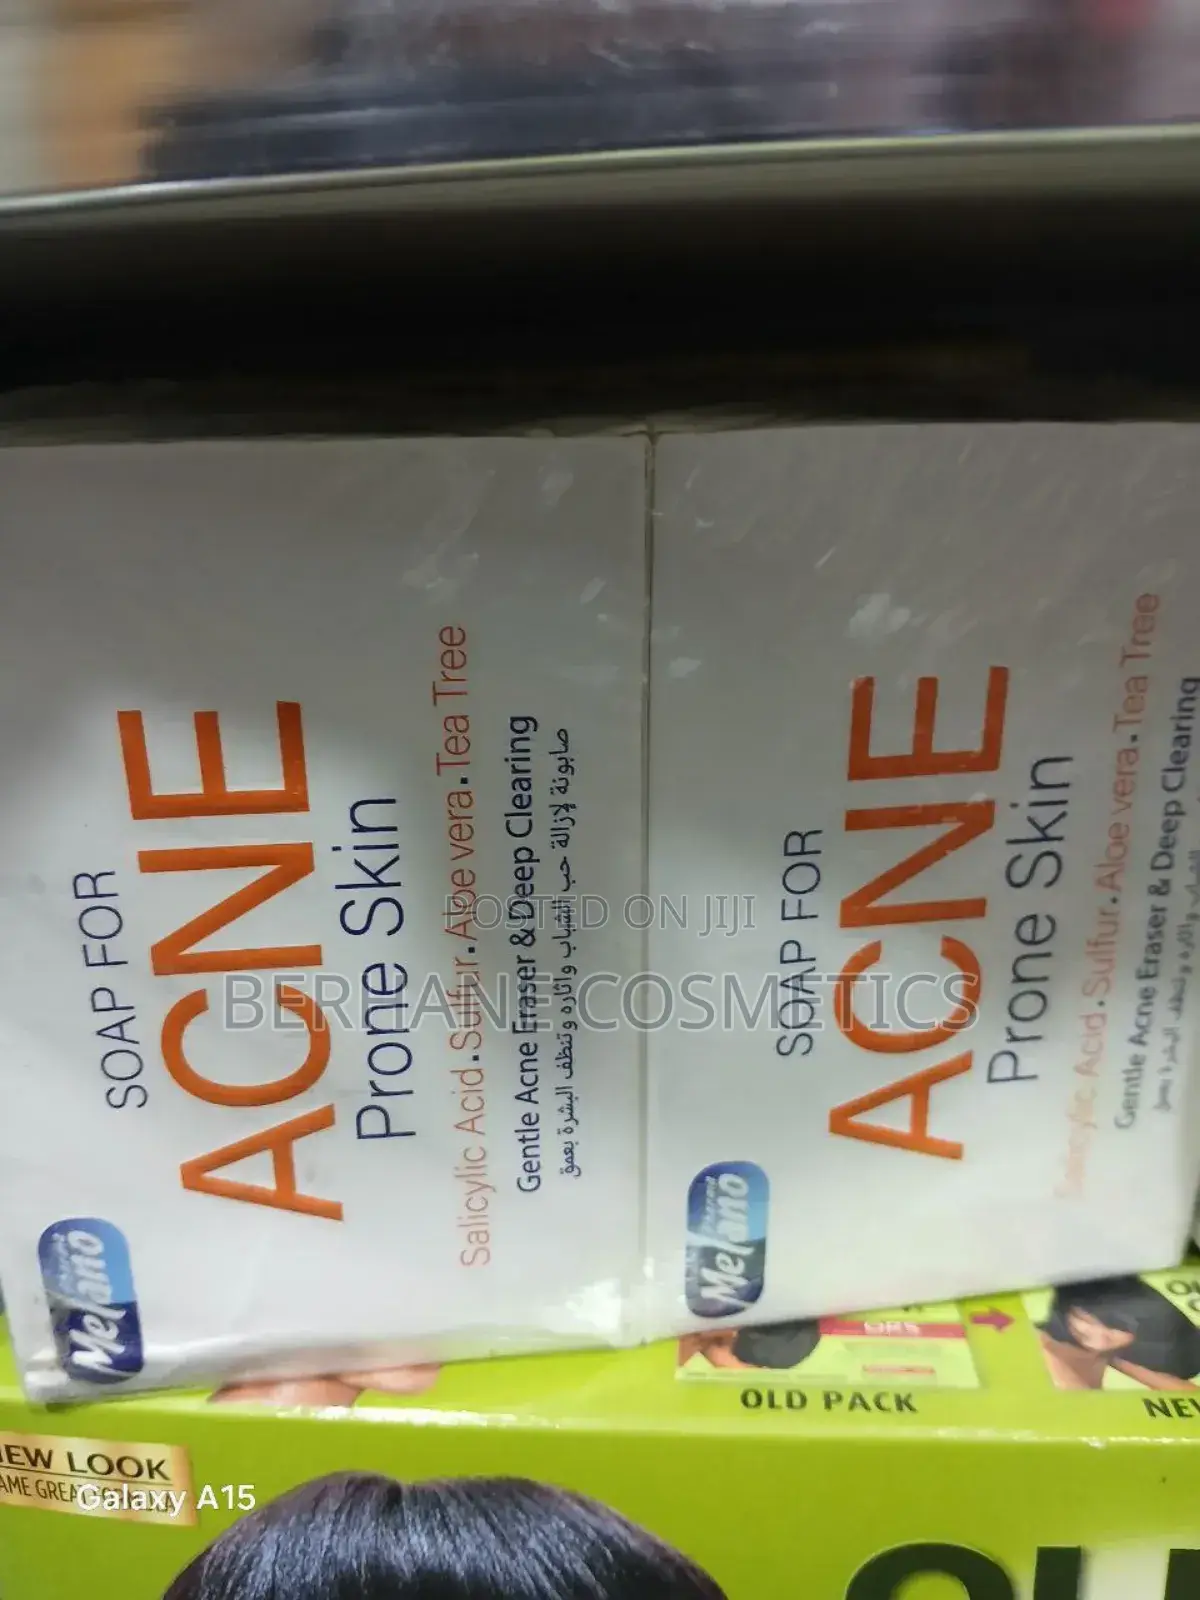 SOAP FOR
ACNE
Prone Skin
Salicylic Acid . Sulfur . Aloe vera . Tea Tree
Gentle Acne Eraser & Deep Clearing
صابونة لإزالة حب الشباب واثاره وتنظف البشرة بعمق
Melano
SOAP FOR
ACNE
Prone Skin
Salicylic Acid . Sulfur . Aloe vera . Tea Tree
Gentle Acne Eraser & Deep Clearing
Melano
POSTED ON JIJI
BERHANE COSMETICS
OLD PACK
NEW LOOK
Galaxy A15